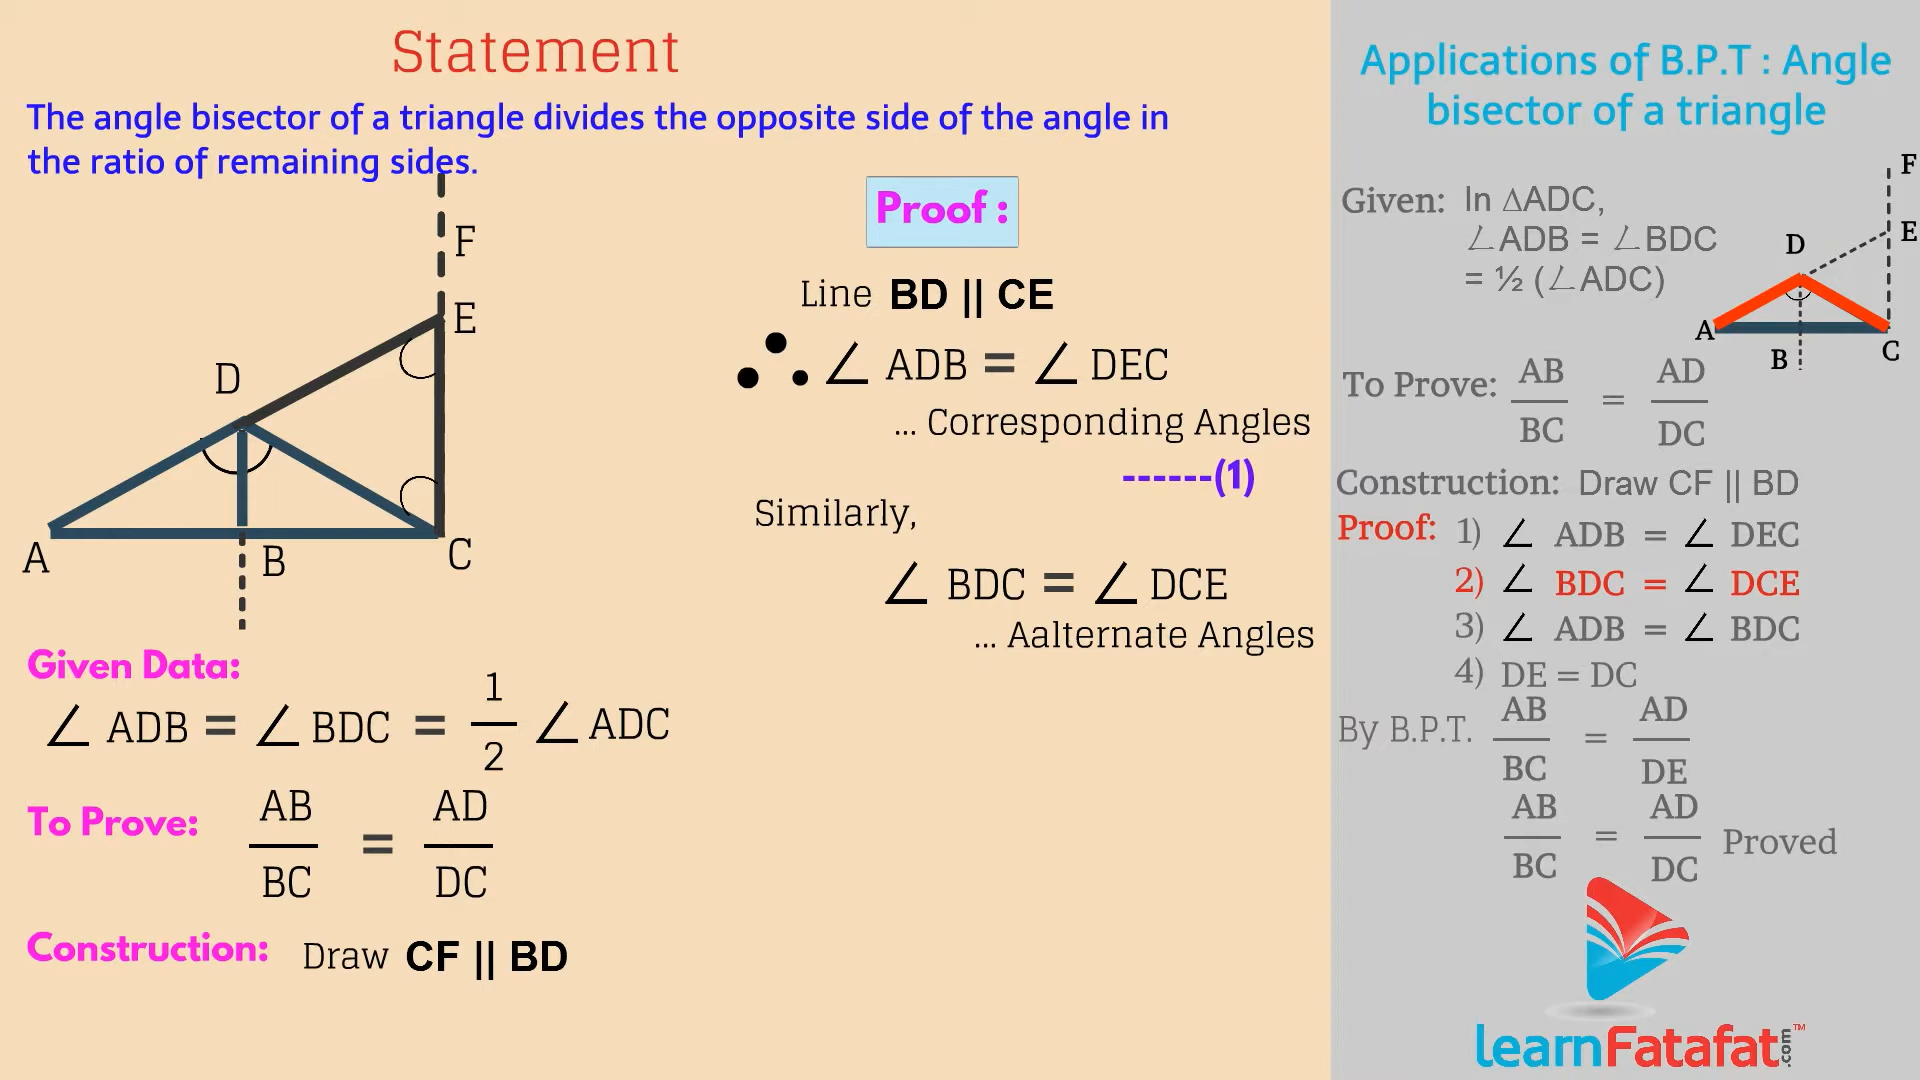 Statement
The angle bisector of a triangle divides the opposite side of the angle in
the ratio of remaining sides.
F
E
D
A
B
C
Given Data:
∠ ADB = ∠ BDC = 1/2 ∠ ADC
To Prove: AB/BC = AD/DC
Construction: Draw CF || BD
Proof :
Line BD || CE
∴ ∠ ADB = ∠ DEC
... Corresponding Angles
------(1)
Similarly,
∠ BDC = ∠ DCE
... Aalternate Angles
Applications of B.P.T : Angle
bisector of a triangle
Given: In ΔADC,
∠ADB = ∠BDC
= ½ (∠ADC)
F
E
D
A
B
C
To Prove: AB/BC = AD/DC
Construction: Draw CF || BD
Proof: 1) ∠ ADB = ∠ DEC
2) ∠ BDC = ∠ DCE
3) ∠ ADB = ∠ BDC
4) DE = DC
By B.P.T. AB/BC = AD/DE
AB/BC = AD/DC Proved
learnFatafat.com™